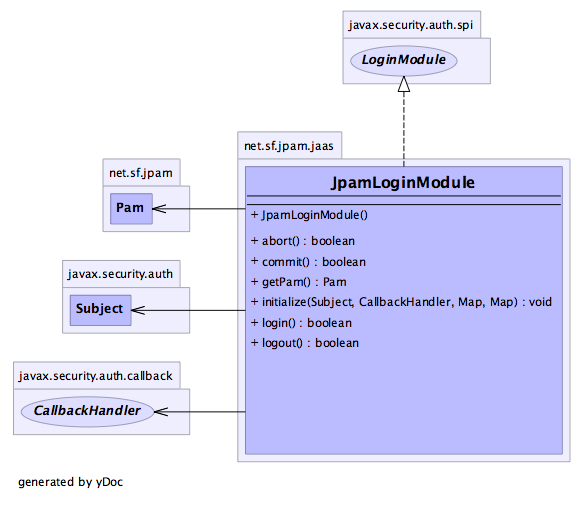 javax.security.auth.spi
LoginModule
net.sf.jpam.jaas
JpamLoginModule
+ JpamLoginModule()
+ abort() : boolean
+ commit() : boolean
+ getPam() : Pam
+ initialize(Subject, CallbackHandler, Map, Map) : void
+ login() : boolean
+ logout() : boolean
net.sf.jpam
Pam
javax.security.auth
Subject
javax.security.auth.callback
CallbackHandler
generated by yDoc